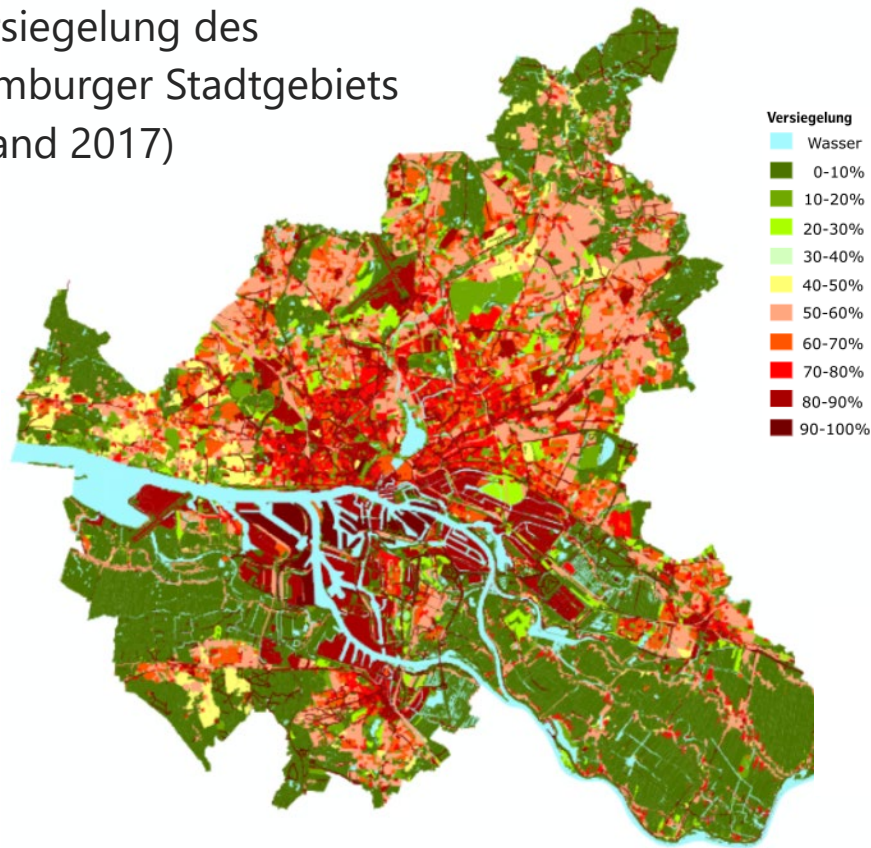 rsiegelung des
mburger Stadtgebiets
and 2017)
Versiegelung
Wasser
0-10%
10-20%
20-30%
30-40%
40-50%
50-60%
60-70%
70-80%
80-90%
90-100%